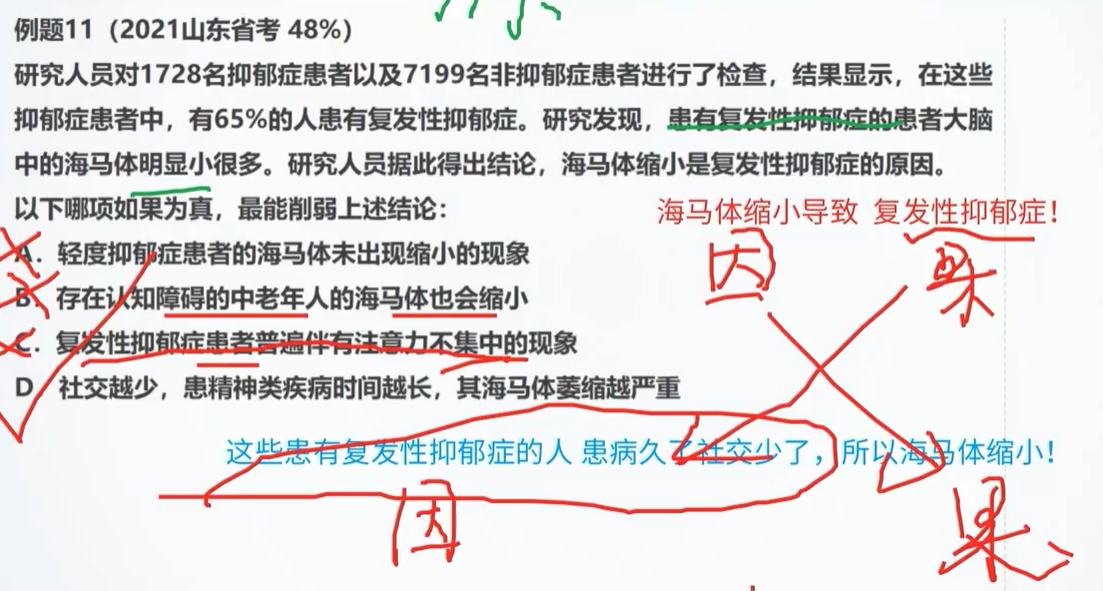 例题11（2021山东省考 48%）
研究人员对1728名抑郁症患者以及7199名非抑郁症患者进行了检查，结果显示，在这些
抑郁症患者中，有65%的人患有复发性抑郁症。研究发现，患有复发性抑郁症的患者大脑
中的海马体明显小很多。研究人员据此得出结论，海马体缩小是复发性抑郁症的原因。
以下哪项如果为真，最能削弱上述结论：
海马体缩小导致 复发性抑郁症！
因
果
A．轻度抑郁症患者的海马体未出现缩小的现象
B．存在认知障碍的中老年人的海马体也会缩小
C．复发性抑郁症患者普遍伴有注意力不集中的现象
D．社交越少，患精神类疾病时间越长，其海马体萎缩越严重
这些患有复发性抑郁症的人 患病久了社交少了，所以海马体缩小！
因
果